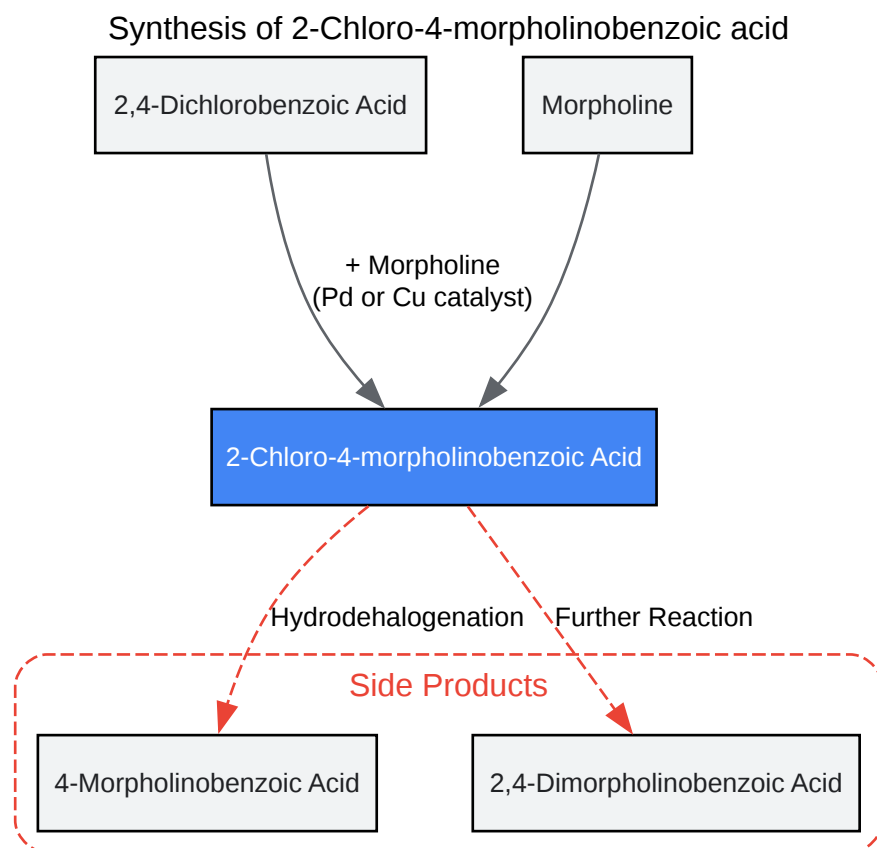 Synthesis of 2-Chloro-4-morpholinobenzoic acid
2,4-Dichlorobenzoic Acid
Morpholine
+ Morpholine
(Pd or Cu catalyst)
2-Chloro-4-morpholinobenzoic Acid
Hydrodehalogenation
Further Reaction
Side Products
4-Morpholinobenzoic Acid
2,4-Dimorpholinobenzoic Acid